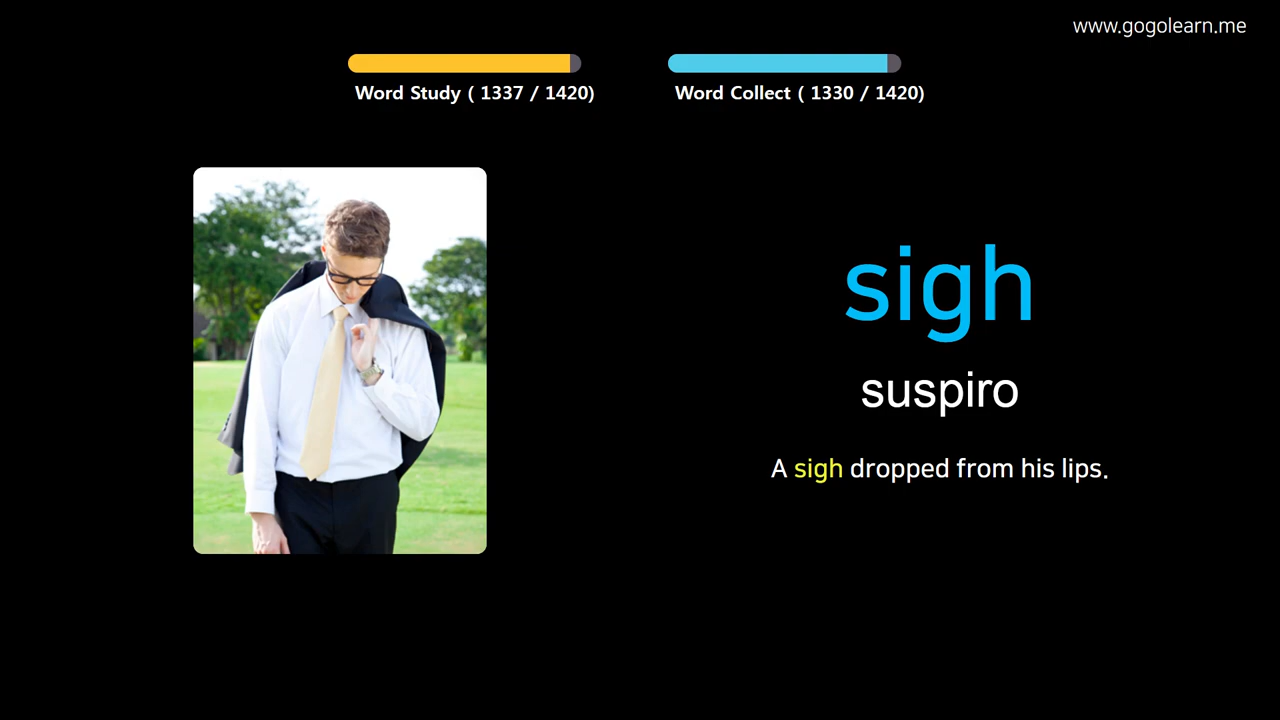 www.gogolearn.me
Word Study ( 1337 / 1420)
Word Collect ( 1330 / 1420)
sigh
suspiro
A sigh dropped from his lips.